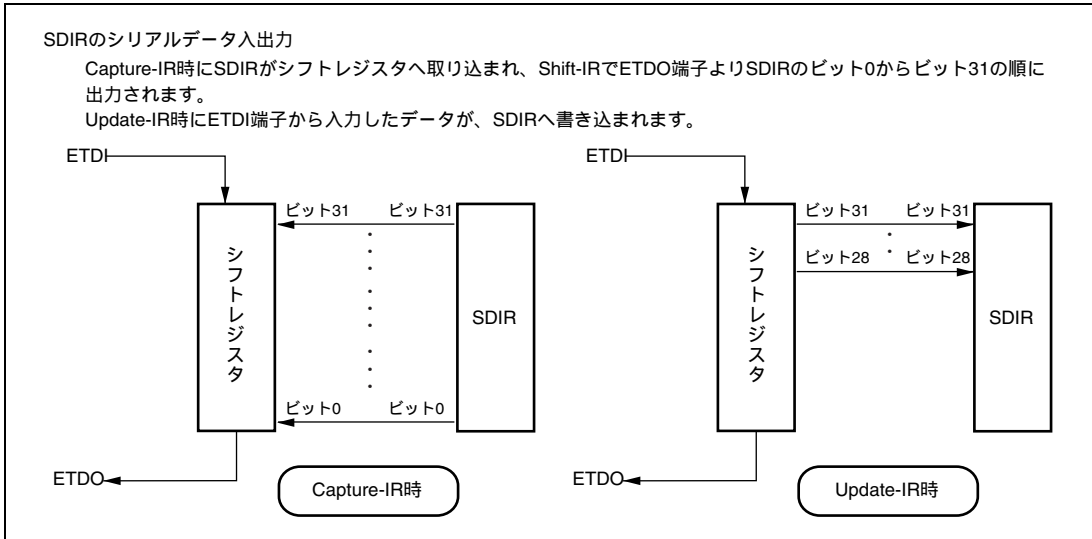 SDIRのシリアルデータ入出力
Capture-IR時にSDIRがシフトレジスタへ取り込まれ、Shift-IRでETDO端子よりSDIRのビット0からビット31の順に
出力されます。
Update-IR時にETDI端子から入力したデータが、SDIRへ書き込まれます。
ETDI
ビット31 ビット31
シフトレジスタ
SDIR
ビット0 ビット0
ETDO
Capture-IR時
ETDI
ビット31 ビット31
ビット28 ビット28
シフトレジスタ
SDIR
ETDO
Update-IR時